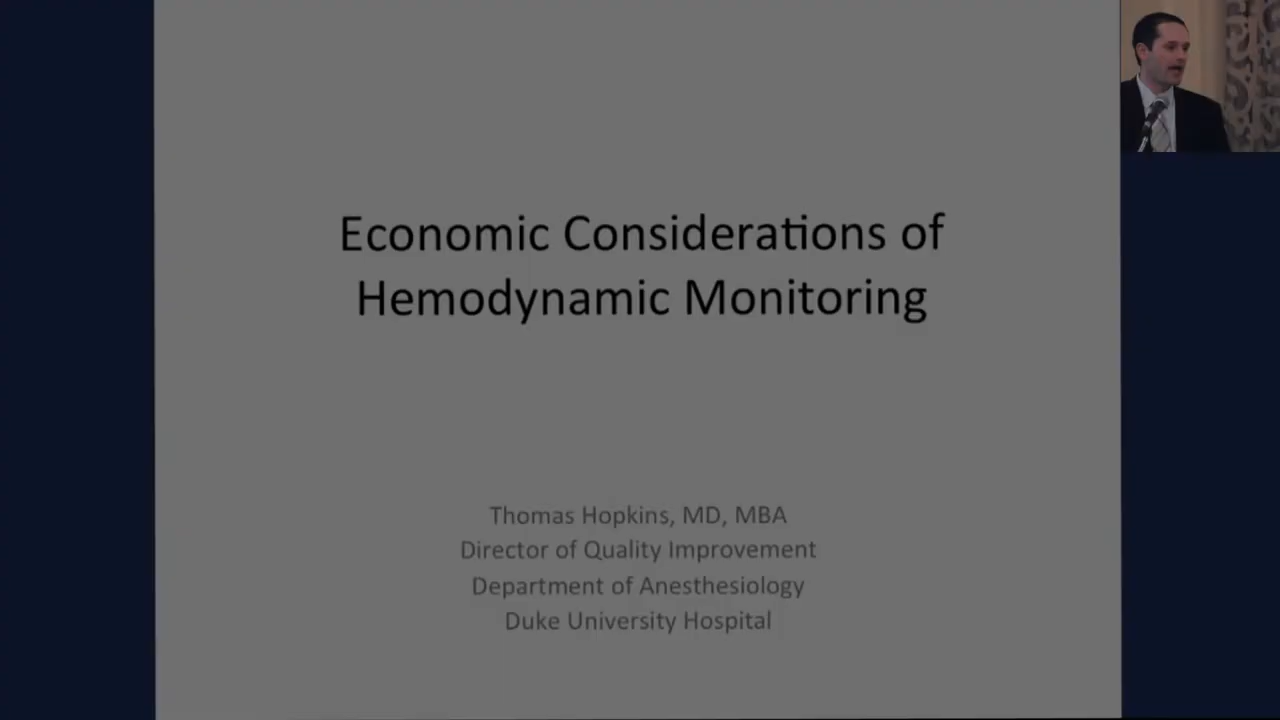 Economic Considerations of
Hemodynamic Monitoring
Thomas Hopkins, MD, MBA
Director of Quality Improvement
Department of Anesthesiology
Duke University Hospital